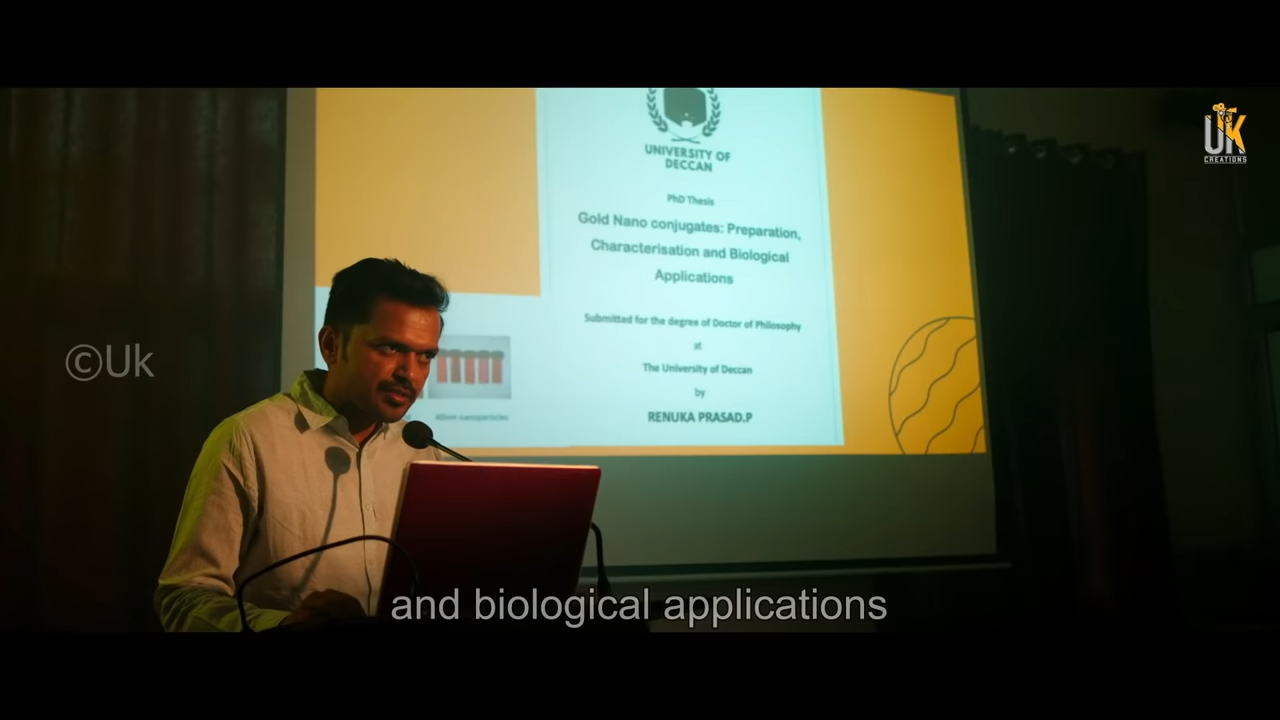 UK
CREATIONS
UNIVERSITY OF
DECCAN
PhD Thesis
Gold Nano conjugates: Preparation,
Characterisation and Biological
Applications
Submitted for the degree of Doctor of Philosophy
at
The University of Deccan
by
RENUKA PRASAD.P
©Uk
and biological applications